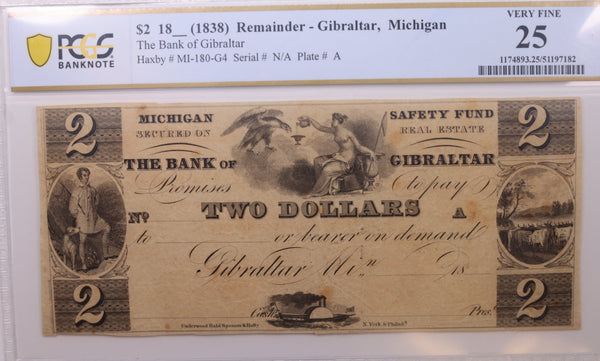 PCGS
BANKNOTE
$2 18__ (1838) Remainder - Gibraltar, Michigan
The Bank of Gibraltar
Haxby # MI-180-G4 Serial # N/A Plate # A
VERY FINE
25
1174893.25/51197182
2 MICHIGAN SAFETY FUND 2
SECURED ON REAL ESTATE
THE BANK OF GIBRALTAR
Promises to pay
TWO DOLLARS
No A
to or bearer on demand
Gibraltar Min 18
2 2
Cash. Pres.
Underwood Bald Spencer & Hufty N. York & Philada.